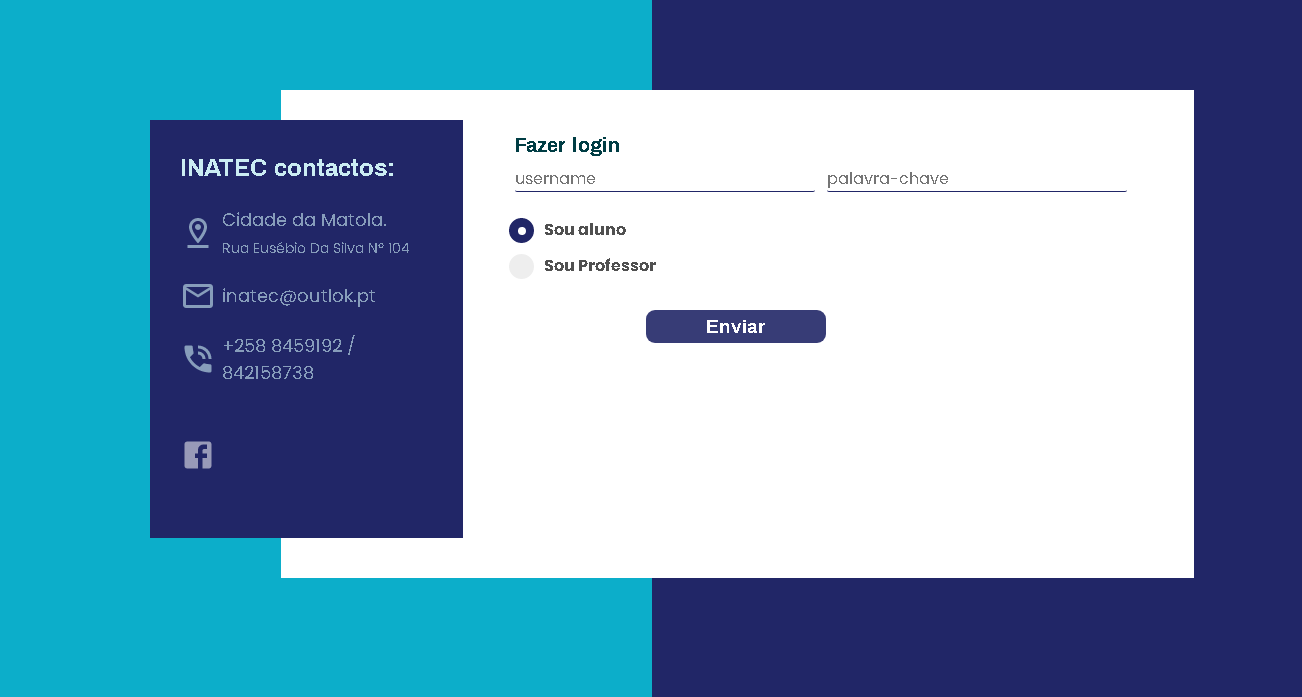 INATEC contactos:
Cidade da Matola.
Rua Eusébio Da Silva Nº 104
inatec@outlok.pt
+258 8459192 /
842158738
Fazer login
username palavra-chave
Sou aluno
Sou Professor
Enviar